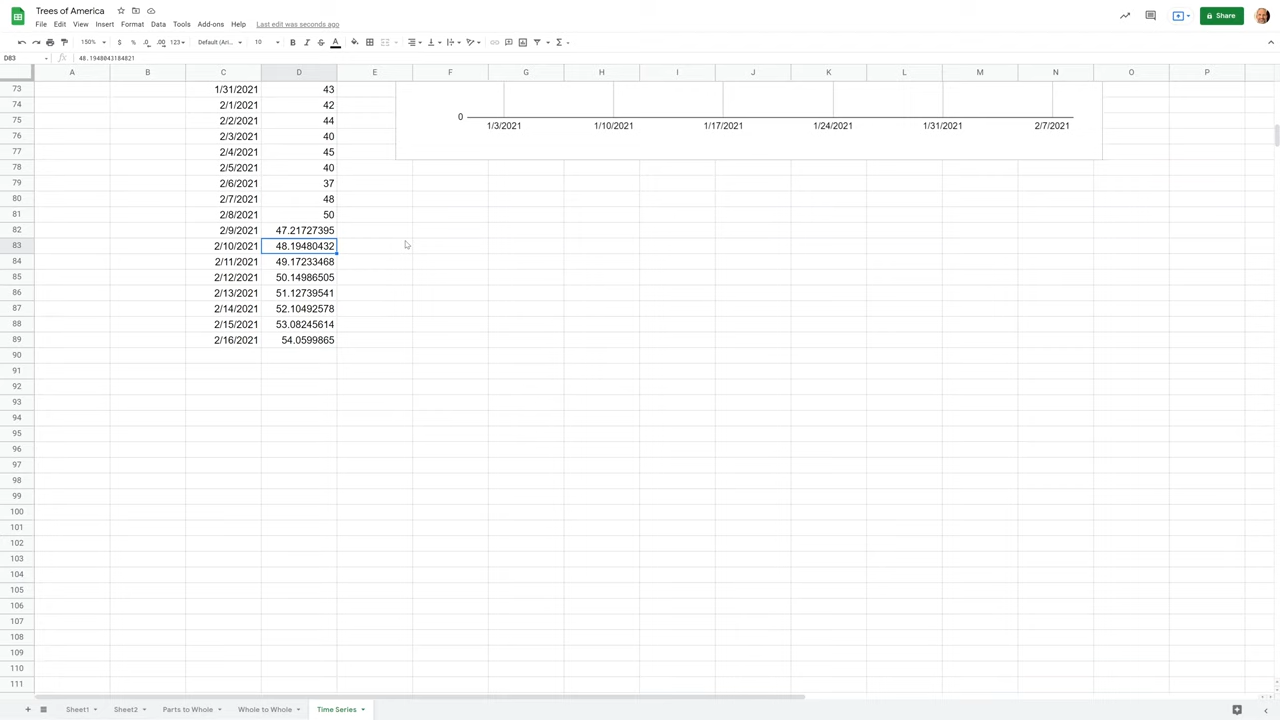 Trees of America
File Edit View Insert Format Data Tools Add-ons Help Last edit was seconds ago
Share
150% $ % .0 .00 123 Default (Ari... 10 B I S A
D83 fx 48.1948043184821
A B C D E F G H I J K L M N O P
73 1/31/2021 43
74 2/1/2021 42
75 2/2/2021 44
76 2/3/2021 40
77 2/4/2021 45
78 2/5/2021 40
79 2/6/2021 37
80 2/7/2021 48
81 2/8/2021 50
82 2/9/2021 47.21727395
83 2/10/2021 48.19480432
84 2/11/2021 49.17233468
85 2/12/2021 50.14986505
86 2/13/2021 51.12739541
87 2/14/2021 52.10492578
88 2/15/2021 53.08245614
89 2/16/2021 54.0599865
90
91
92
93
94
95
96
97
98
99
100
101
102
103
104
105
106
107
108
109
110
111
0
1/3/2021 1/10/2021 1/17/2021 1/24/2021 1/31/2021 2/7/2021
Sheet1 Sheet2 Parts to Whole Whole to Whole Time Series